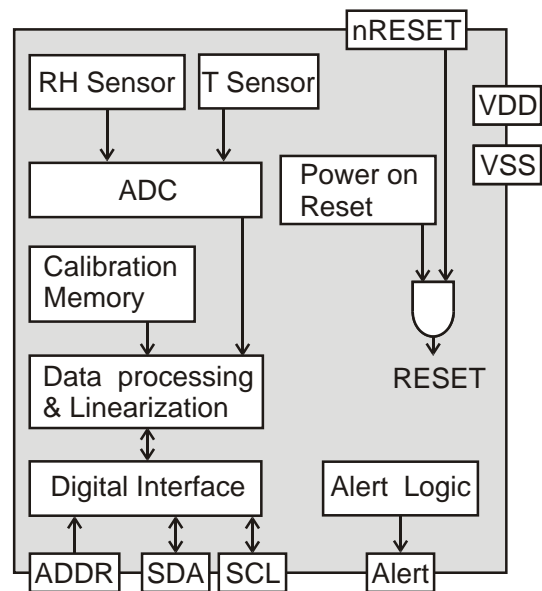 nRESET
RH Sensor
T Sensor
VDD
VSS
ADC
Power on
Reset
Calibration
Memory
RESET
Data processing
& Linearization
Digital Interface
Alert Logic
ADDR
SDA
SCL
Alert